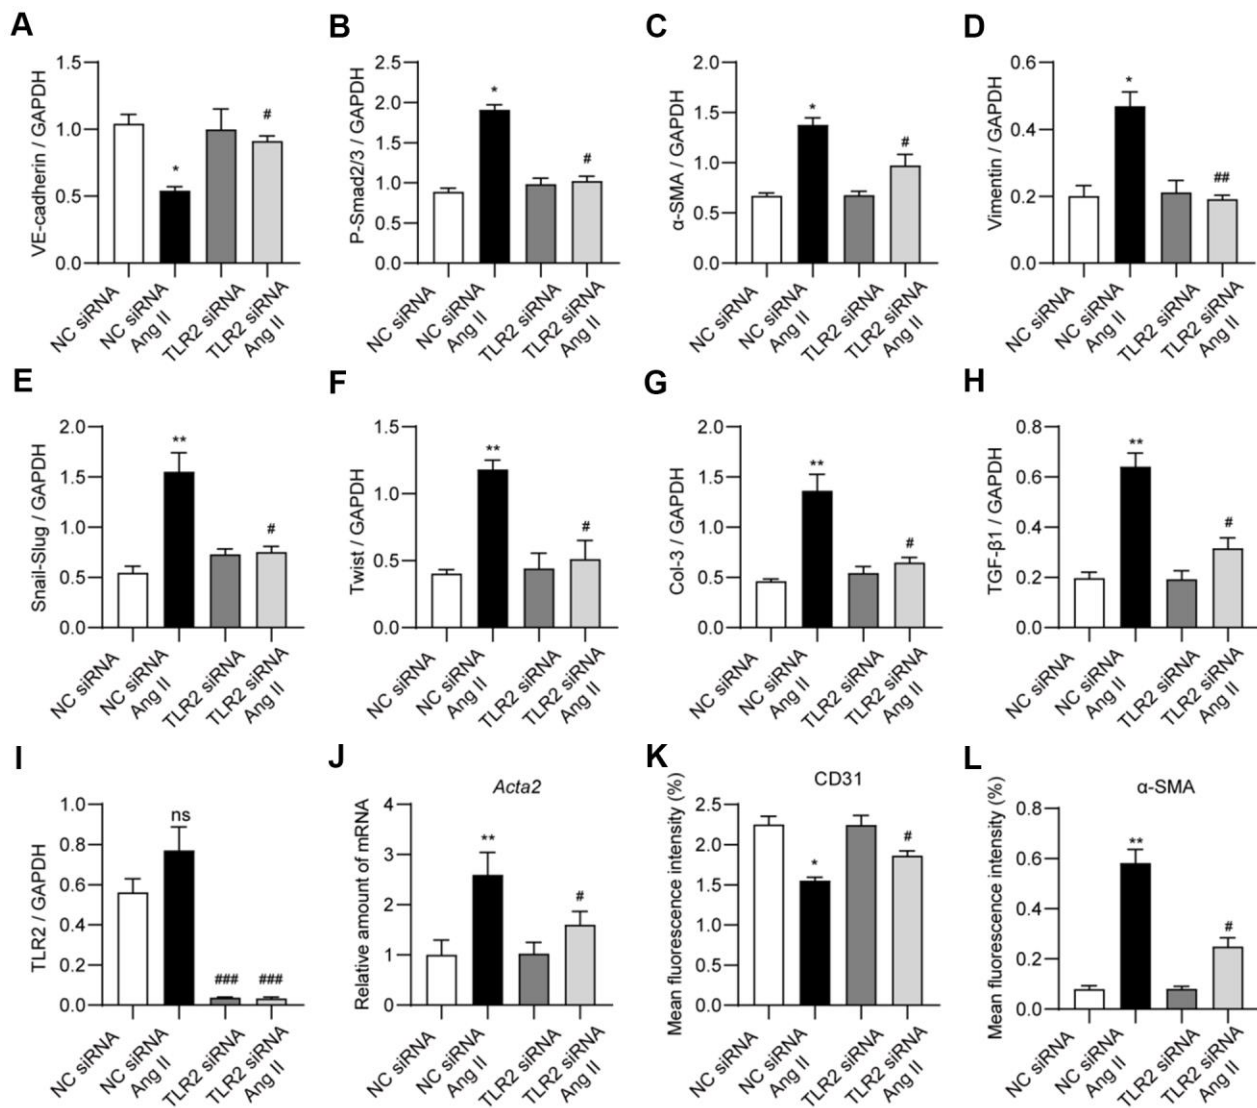 A
VE-cadherin / GAPDH
1.5
1.0
0.5
0.0
*
#
NC siRNA
NC siRNA
Ang II
TLR2 siRNA
TLR2 siRNA
Ang II
B
P-Smad2/3 / GAPDH
2.5
2.0
1.5
1.0
0.5
0.0
*
#
NC siRNA
NC siRNA
Ang II
TLR2 siRNA
TLR2 siRNA
Ang II
C
α-SMA / GAPDH
2.0
1.5
1.0
0.5
0.0
*
#
NC siRNA
NC siRNA
Ang II
TLR2 siRNA
TLR2 siRNA
Ang II
D
Vimentin / GAPDH
0.6
0.4
0.2
0.0
*
##
NC siRNA
NC siRNA
Ang II
TLR2 siRNA
TLR2 siRNA
Ang II
E
Snail-Slug / GAPDH
2.0
1.5
1.0
0.5
0.0
**
#
NC siRNA
NC siRNA
Ang II
TLR2 siRNA
TLR2 siRNA
Ang II
F
Twist / GAPDH
1.5
1.0
0.5
0.0
**
#
NC siRNA
NC siRNA
Ang II
TLR2 siRNA
TLR2 siRNA
Ang II
G
Col-3 / GAPDH
2.0
1.5
1.0
0.5
0.0
**
#
NC siRNA
NC siRNA
Ang II
TLR2 siRNA
TLR2 siRNA
Ang II
H
TGF-β1 / GAPDH
0.8
0.6
0.4
0.2
0.0
**
#
NC siRNA
NC siRNA
Ang II
TLR2 siRNA
TLR2 siRNA
Ang II
I
TLR2 / GAPDH
1.0
0.8
0.6
0.4
0.2
0.0
ns
###
###
NC siRNA
NC siRNA
Ang II
TLR2 siRNA
TLR2 siRNA
Ang II
J
Acta2
Relative amount of mRNA
4
3
2
1
0
**
#
NC siRNA
NC siRNA
Ang II
TLR2 siRNA
TLR2 siRNA
Ang II
K
CD31
Mean fluorescence intensity (%)
2.5
2.0
1.5
1.0
0.5
0.0
*
#
NC siRNA
NC siRNA
Ang II
TLR2 siRNA
TLR2 siRNA
Ang II
L
α-SMA
Mean fluorescence intensity (%)
0.8
0.6
0.4
0.2
0.0
**
#
NC siRNA
NC siRNA
Ang II
TLR2 siRNA
TLR2 siRNA
Ang II